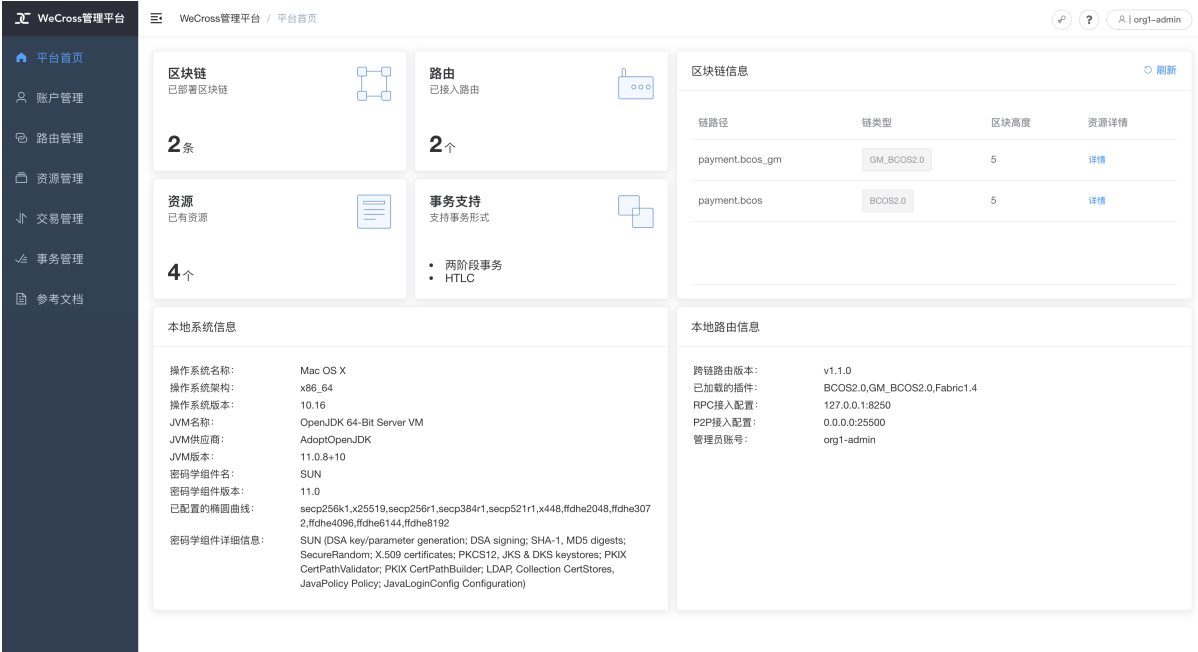 WeCross管理平台
WeCross管理平台 / 平台首页
? org1-admin
平台首页
账户管理
路由管理
资源管理
交易管理
事务管理
参考文档
区块链
已部署区块链
2条
路由
已接入路由
2个
资源
已有资源
4个
事务支持
支持事务形式
• 两阶段事务
• HTLC
区块链信息
刷新
链路径 链类型 区块高度 资源详情
payment.bcos_gm GM_BCOS2.0 5 详情
payment.bcos BCOS2.0 5 详情
本地系统信息
操作系统名称: Mac OS X
操作系统架构: x86_64
操作系统版本: 10.16
JVM名称: OpenJDK 64-Bit Server VM
JVM供应商: AdoptOpenJDK
JVM版本: 11.0.8+10
密码学组件名: SUN
密码学组件版本: 11.0
已配置的椭圆曲线: secp256k1,x25519,secp256r1,secp384r1,secp521r1,x448,ffdhe2048,ffdhe307
2,ffdhe4096,ffdhe6144,ffdhe8192
密码学组件详细信息: SUN (DSA key/parameter generation; DSA signing; SHA-1, MD5 digests;
SecureRandom; X.509 certificates; PKCS12, JKS & DKS keystores; PKIX
CertPathValidator; PKIX CertPathBuilder; LDAP, Collection CertStores,
JavaPolicy Policy; JavaLoginConfig Configuration)
本地路由信息
跨链路由版本: v1.1.0
已加载的插件: BCOS2.0,GM_BCOS2.0,Fabric1.4
RPC接入配置: 127.0.0.1:8250
P2P接入配置: 0.0.0.0:25500
管理员账号: org1-admin